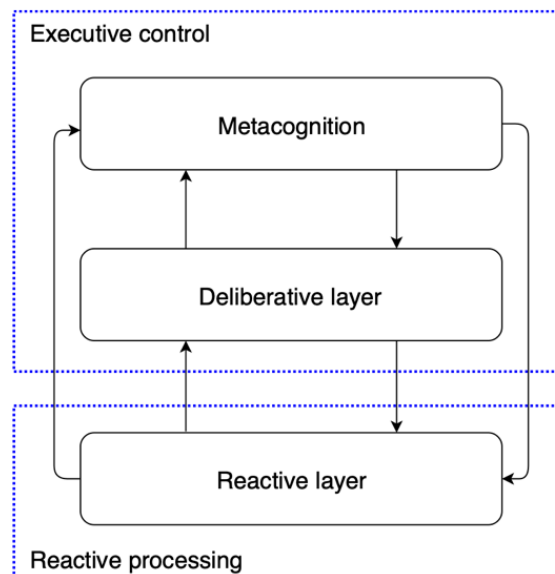 Executive control
Metacognition
Deliberative layer
Reactive layer
Reactive processing